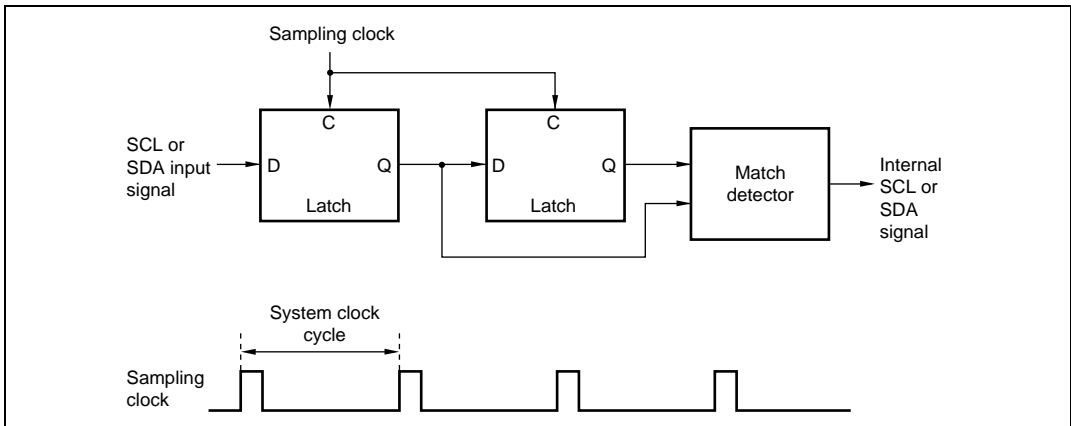 Sampling clock
C
C
SCL or
SDA input
signal
D
Q
Latch
D
Q
Latch
Match
detector
Internal
SCL or
SDA
signal
System clock
cycle
Sampling
clock